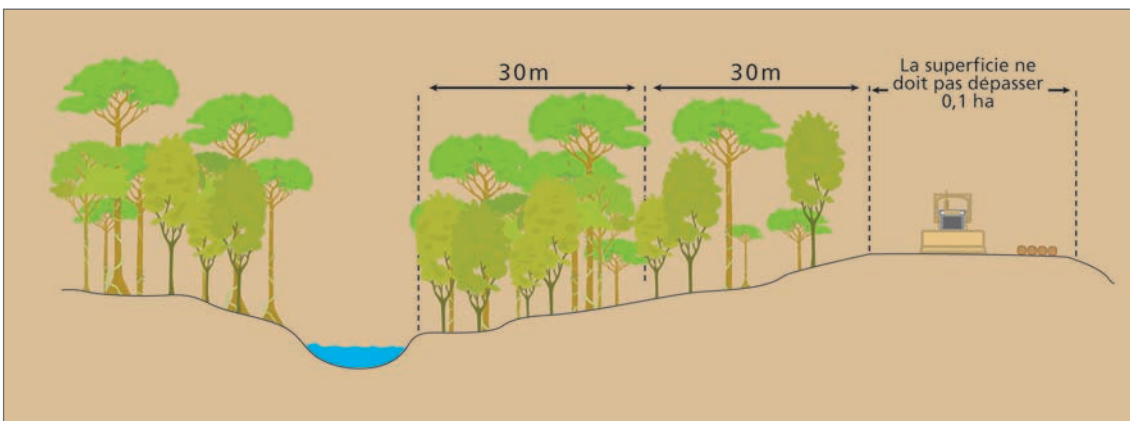 30m
30m
La superficie ne
doit pas dépasser
0,1 ha